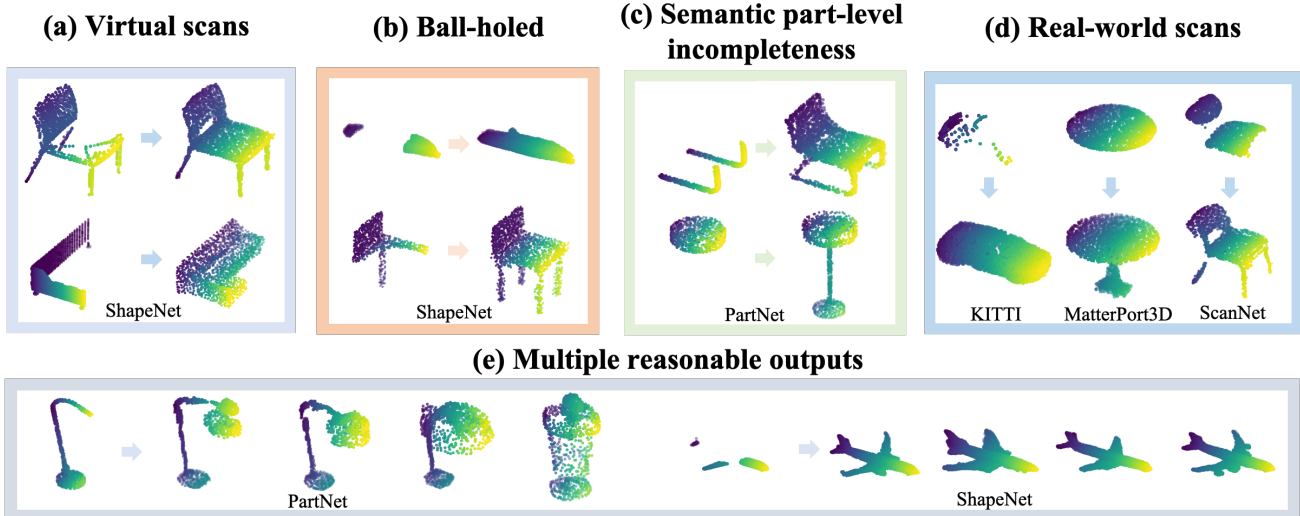 (a) Virtual scans
(b) Ball-holed
(c) Semantic part-level
incompleteness
(d) Real-world scans
ShapeNet
ShapeNet
PartNet
KITTI
MatterPort3D
ScanNet
(e) Multiple reasonable outputs
PartNet
ShapeNet